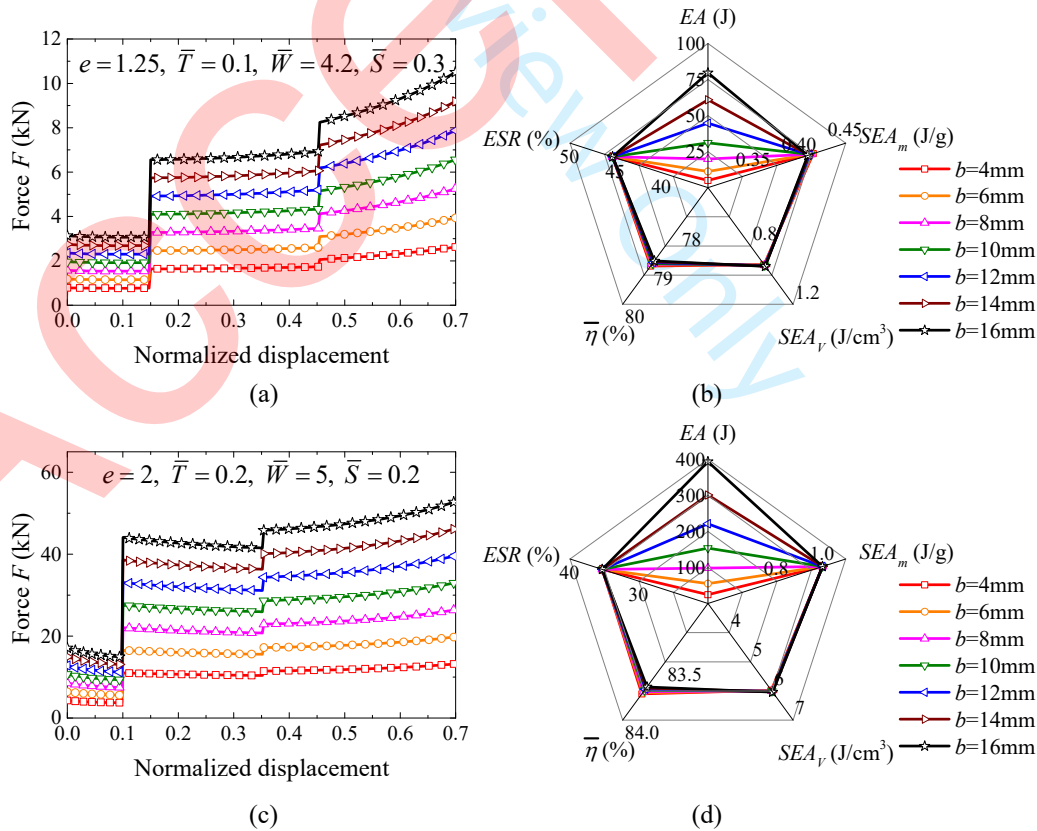 e = 1.25, T̅ = 0.1, W̅ = 4.2, S̅ = 0.3
12
10
8
6
4
2
0
Force F (kN)
0.0 0.1 0.2 0.3 0.4 0.5 0.6 0.7
Normalized displacement
(a)
EA (J)
100
75
50
25
0.35
0.40
0.45
SEA_m (J/g)
ESR (%)
50
45
40
78
79
80
η̅ (%)
0.8
1.2
SEA_V (J/cm³)
b=4mm
b=6mm
b=8mm
b=10mm
b=12mm
b=14mm
b=16mm
(b)
e = 2, T̅ = 0.2, W̅ = 5, S̅ = 0.2
60
40
20
0
Force F (kN)
0.0 0.1 0.2 0.3 0.4 0.5 0.6 0.7
Normalized displacement
(c)
EA (J)
400
300
200
100
0.8
1.0
SEA_m (J/g)
ESR (%)
40
30
83.5
84.0
η̅ (%)
4
5
6
7
SEA_V (J/cm³)
b=4mm
b=6mm
b=8mm
b=10mm
b=12mm
b=14mm
b=16mm
(d)
view only